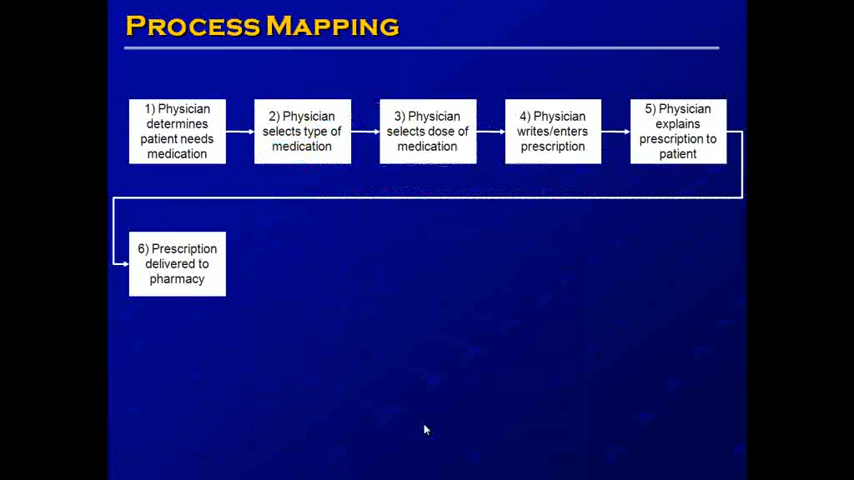 PROCESS MAPPING
1) Physician
determines
patient needs
medication
2) Physician
selects type of
medication
3) Physician
selects dose of
medication
4) Physician
writes/enters
prescription
5) Physician
explains
prescription to
patient
6) Prescription
delivered to
pharmacy